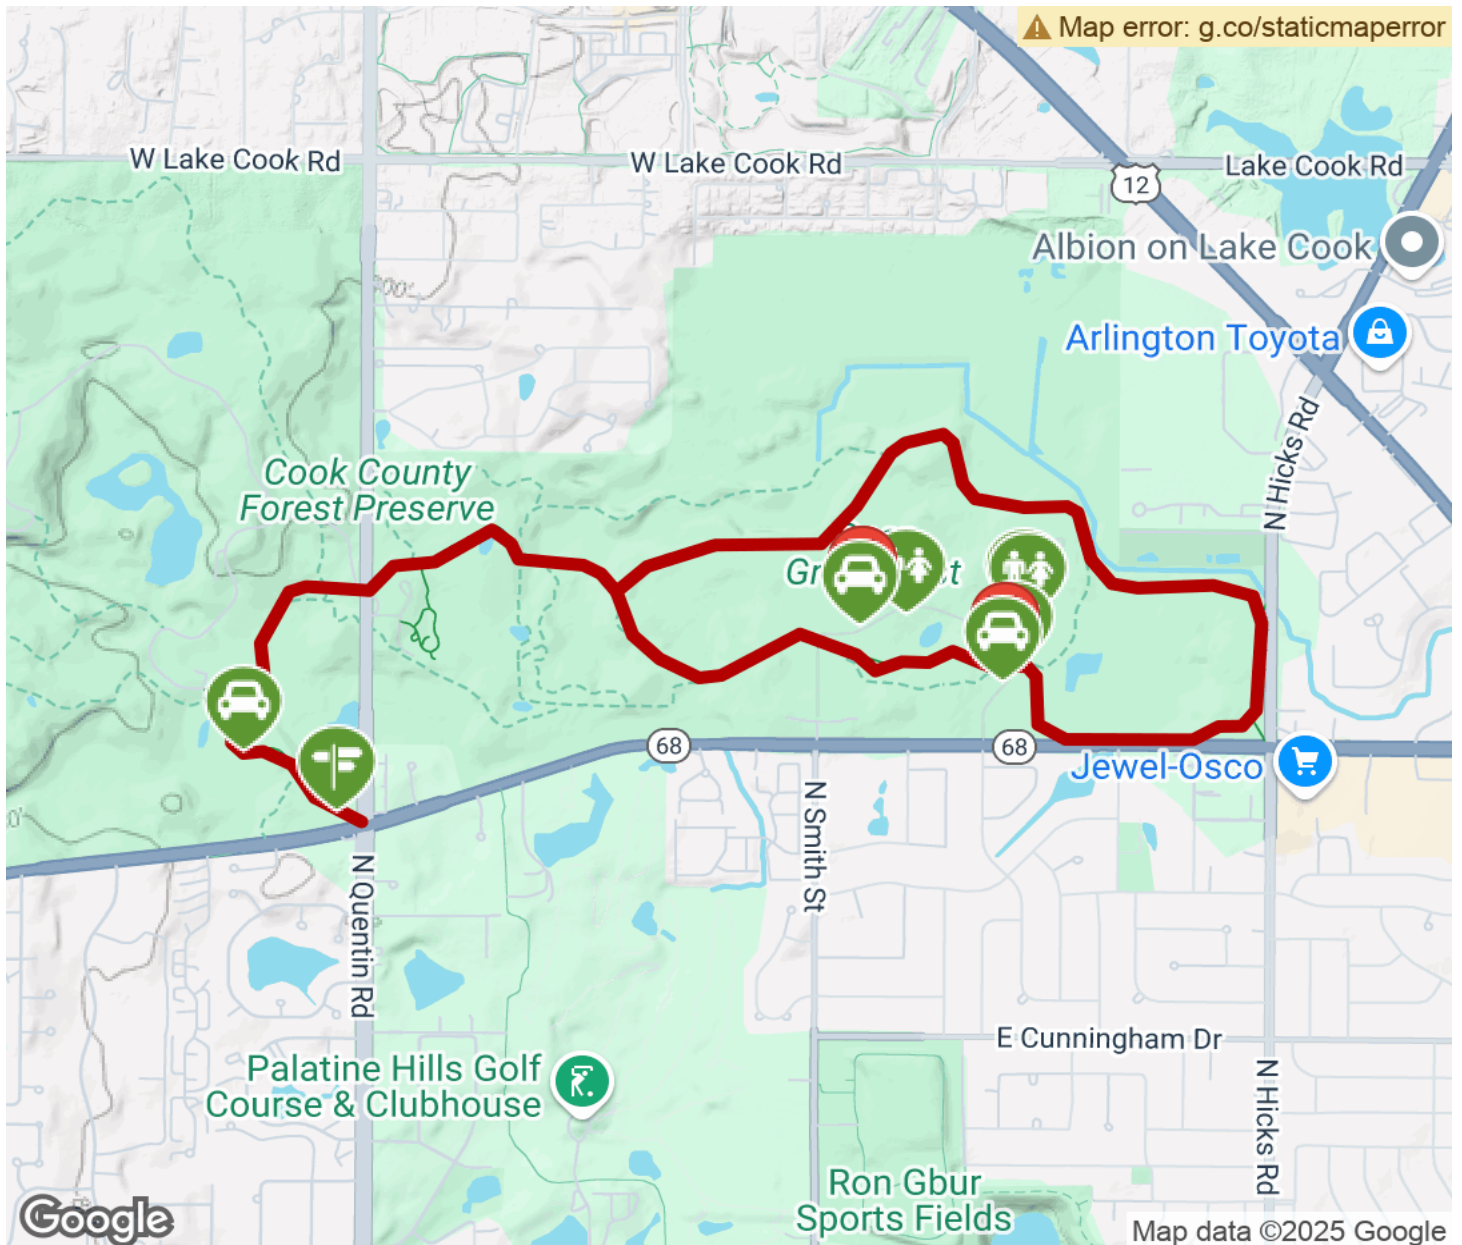 Map error: g.co/staticmaperror
W Lake Cook Rd
W Lake Cook Rd
Lake Cook Rd
12
Albion on Lake Cook
Arlington Toyota
N Hicks Rd
Cook County
Forest Preserve
68
68
Jewel-Osco
N Smith St
N Quentin Rd
E Cunningham Dr
Palatine Hills Golf
Course & Clubhouse
N Hicks Rd
Ron Gbur
Sports Fields
Google
Map data ©2025 Google